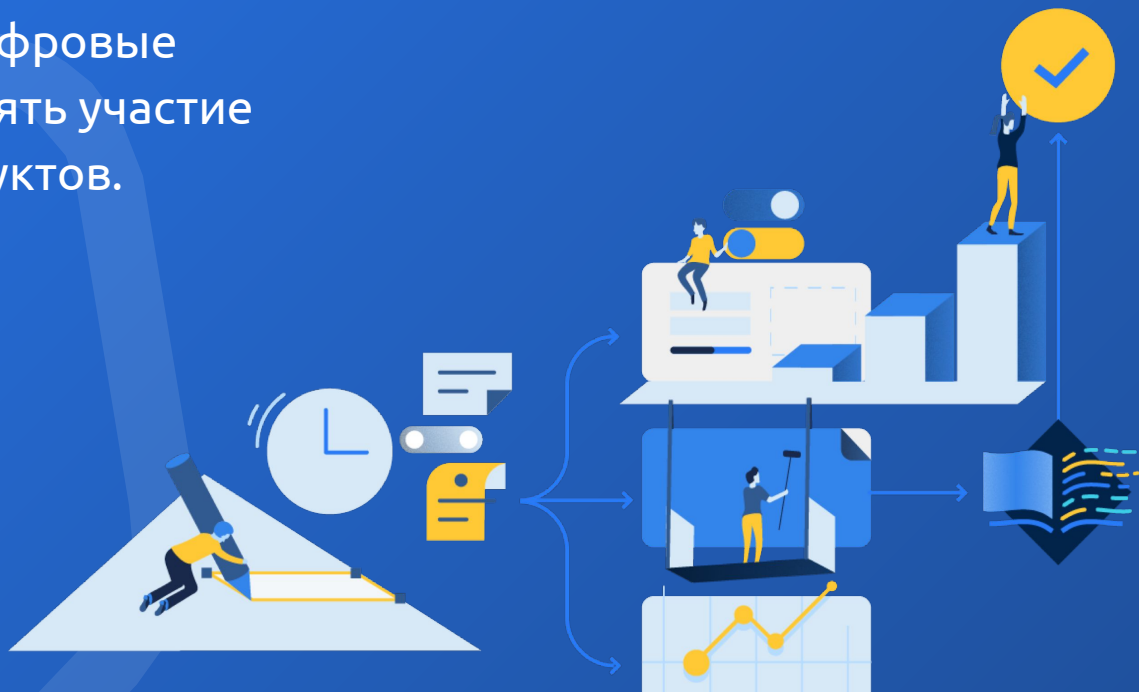 фровые
ять участие
уктов.